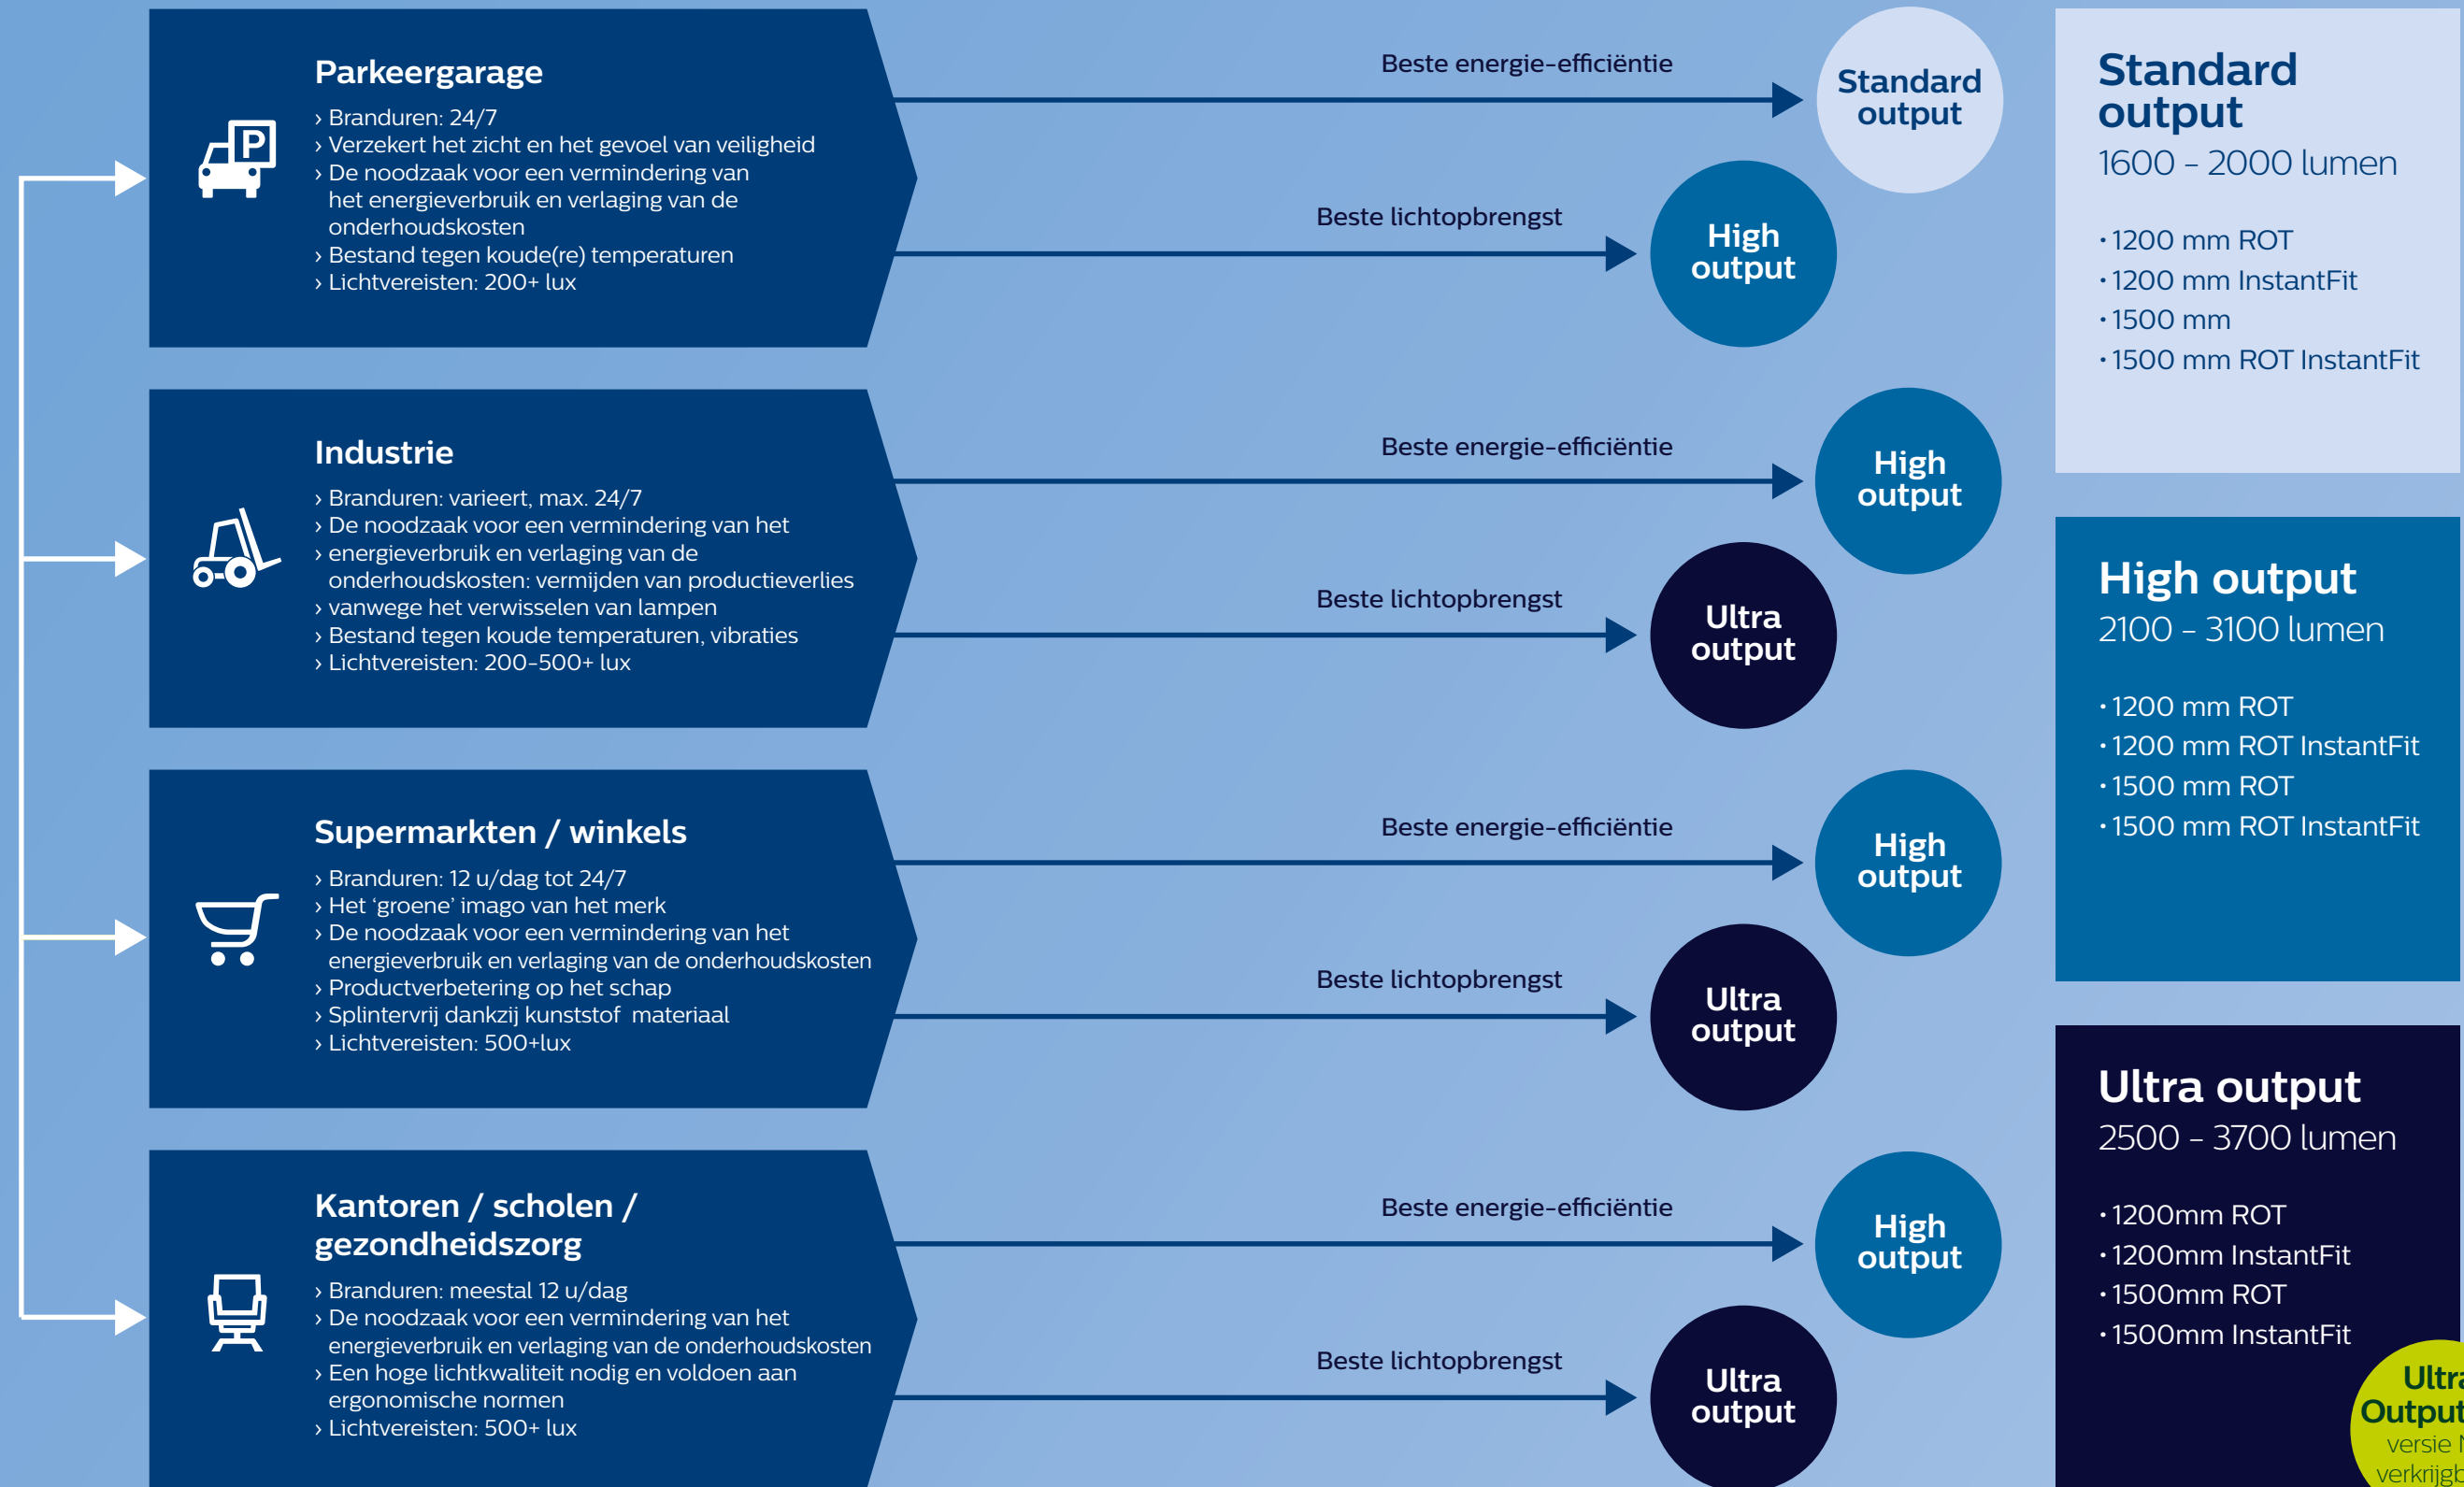 Parkeergarage
› Branduren: 24/7
› Verzekert het zicht en het gevoel van veiligheid
› De noodzaak voor een vermindering van
het energieverbruik en verlaging van de
onderhoudskosten
› Bestand tegen koude(re) temperaturen
› Lichtvereisten: 200+ lux
P
Beste energie-efficiëntie
Standard
output
Beste lichtopbrengst
High
output
Industrie
› Branduren: varieert, max. 24/7
› De noodzaak voor een vermindering van het
› energieverbruik en verlaging van de
onderhoudskosten: vermijden van productieverlies
› vanwege het verwisselen van lampen
› Bestand tegen koude temperaturen, vibraties
› Lichtvereisten: 200-500+ lux
Beste energie-efficiëntie
High
output
Beste lichtopbrengst
Ultra
output
Supermarkten / winkels
› Branduren: 12 u/dag tot 24/7
› Het ‘groene’ imago van het merk
› De noodzaak voor een vermindering van het
energieverbruik en verlaging van de onderhoudskosten
› Productverbetering op het schap
› Splintervrij dankzij kunststof materiaal
› Lichtvereisten: 500+lux
Beste energie-efficiëntie
High
output
Beste lichtopbrengst
Ultra
output
Kantoren / scholen /
gezondheidszorg
› Branduren: meestal 12 u/dag
› De noodzaak voor een vermindering van het
energieverbruik en verlaging van de onderhoudskosten
› Een hoge lichtkwaliteit nodig en voldoen aan
ergonomische normen
› Lichtvereisten: 500+ lux
Beste energie-efficiëntie
High
output
Beste lichtopbrengst
Ultra
output
Standard
output
1600 - 2000 lumen
· 1200 mm ROT
· 1200 mm InstantFit
· 1500 mm
· 1500 mm ROT InstantFit
High output
2100 - 3100 lumen
· 1200 mm ROT
· 1200 mm ROT InstantFit
· 1500 mm ROT
· 1500 mm ROT InstantFit
Ultra output
2500 - 3700 lumen
· 1200mm ROT
· 1200mm InstantFit
· 1500mm ROT
· 1500mm InstantFit
Output
versie